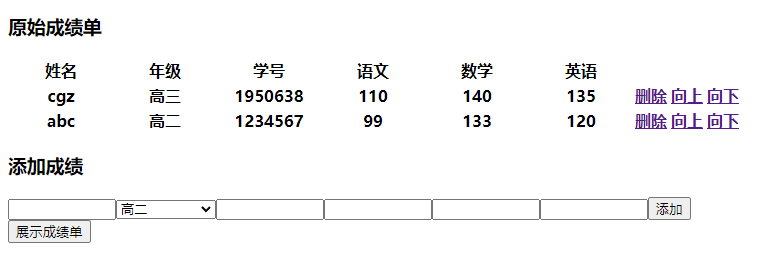 原始成绩单
姓名 年级 学号 语文 数学 英语
cgz 高三 1950638 110 140 135 删除 向上 向下
abc 高二 1234567 99 133 120 删除 向上 向下
添加成绩
高二 添加
展示成绩单